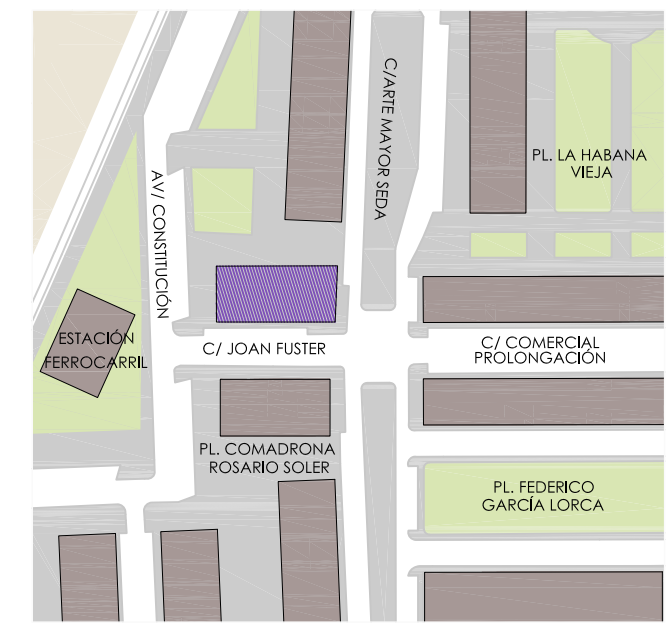 C/ARTE MAYOR SEDA
PL. LA HABANA
VIEJA
AV/ CONSTITUCIÓN
ESTACIÓN
FERROCARRIL
C/ JOAN FUSTER
C/ COMERCIAL
PROLONGACIÓN
PL. COMADRONA
ROSARIO SOLER
PL. FEDERICO
GARCÍA LORCA